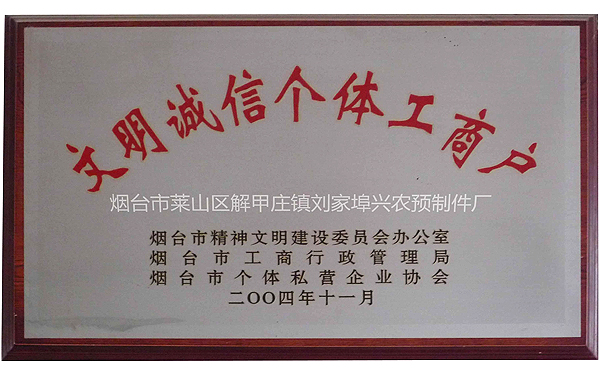 文明诚信个体工商户
烟台市莱山区解甲庄镇刘家埠兴农预制件厂
烟台市精神文明建设委员会办公室
烟台市工商行政管理局
烟台市个体私营企业协会
二〇〇四年十一月